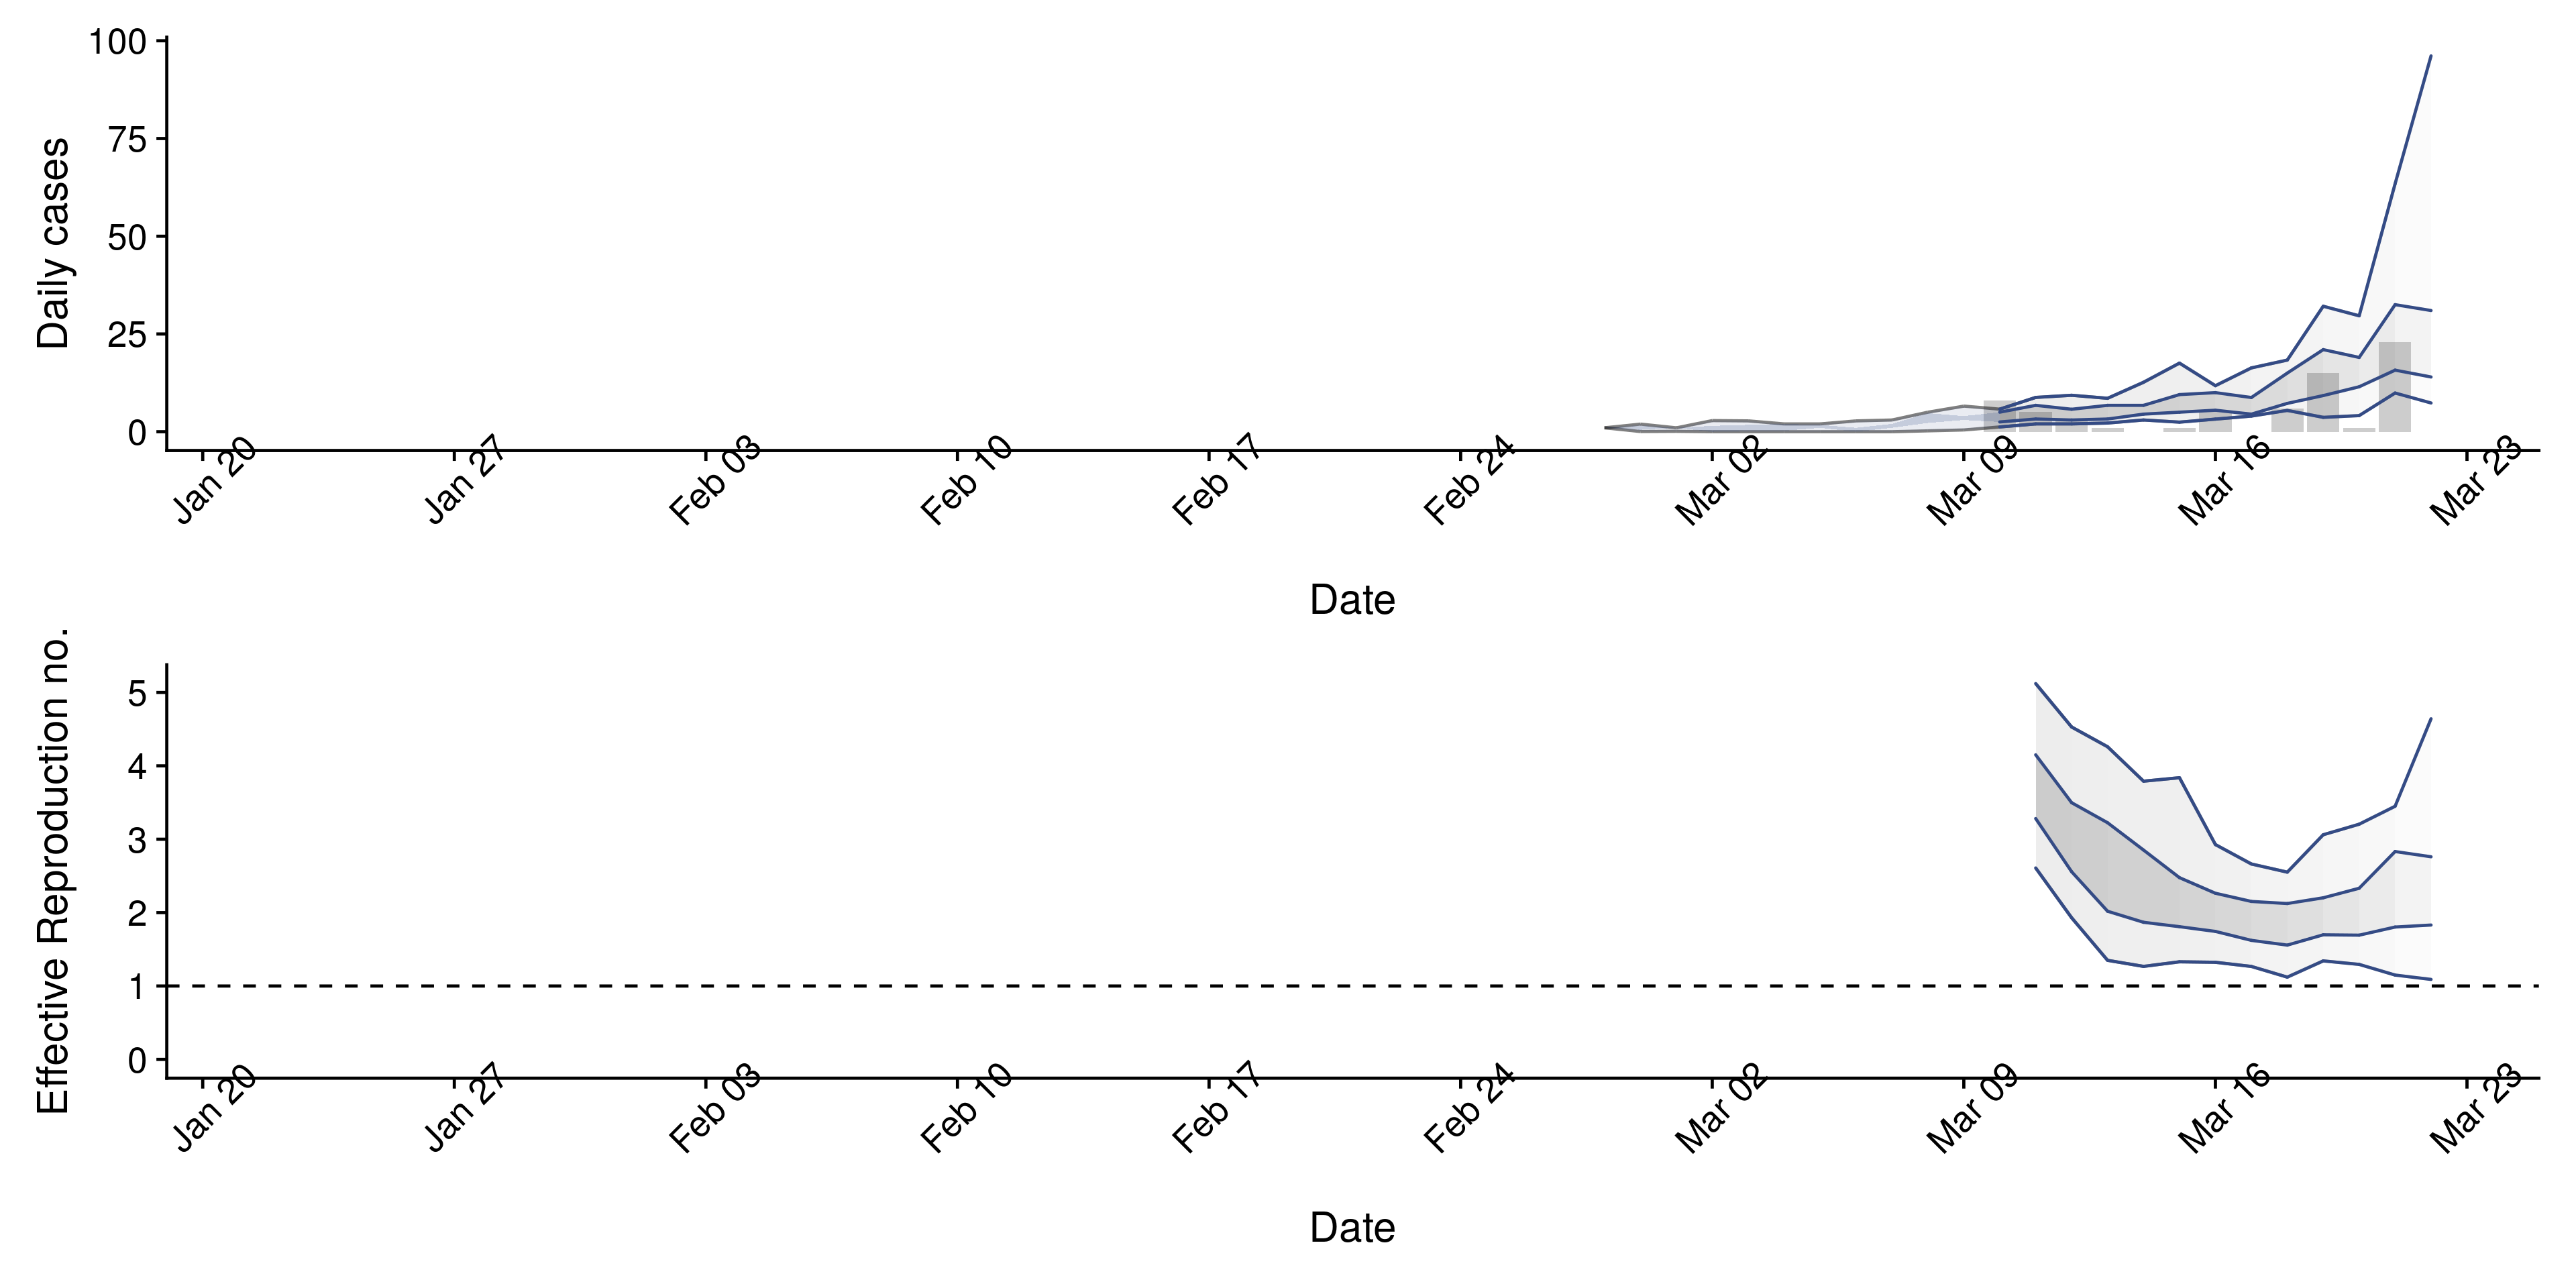 Daily cases
100
75
50
25
0
Jan 20
Jan 27
Feb 03
Feb 10
Feb 17
Feb 24
Mar 02
Mar 09
Mar 16
Mar 23
Date
Effective Reproduction no.
5
4
3
2
1
0
Jan 20
Jan 27
Feb 03
Feb 10
Feb 17
Feb 24
Mar 02
Mar 09
Mar 16
Mar 23
Date